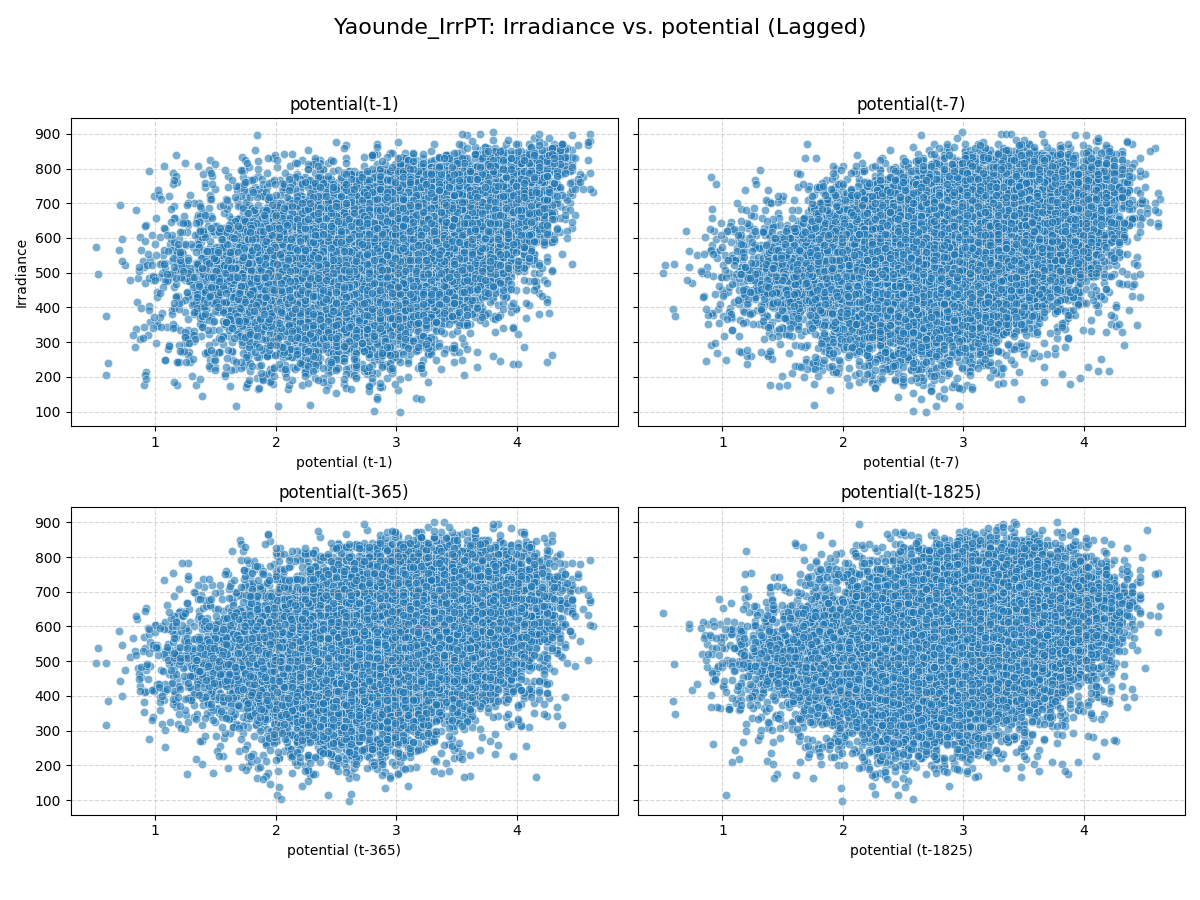 Yaounde_IrrPT: Irradiance vs. potential (Lagged)
potential(t-1)
potential(t-7)
900
800
700
600
500
400
300
200
100
Irradiance
1 2 3 4
1 2 3 4
potential (t-1)
potential (t-7)
potential(t-365)
potential(t-1825)
900
800
700
600
500
400
300
200
100
1 2 3 4
1 2 3 4
potential (t-365)
potential (t-1825)